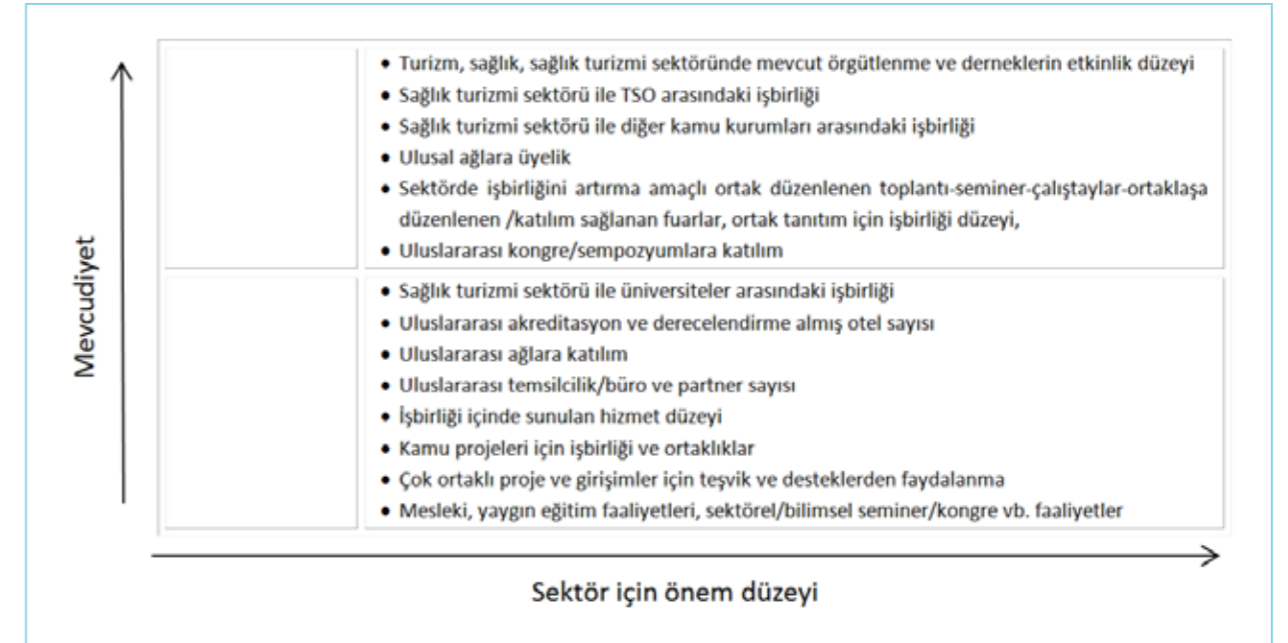 Mevcudiyet
• Turizm, sağlık, sağlık turizmi sektöründe mevcut örgütlenme ve derneklerin etkinlik düzeyi
• Sağlık turizmi sektörü ile TSO arasındaki işbirliği
• Sağlık turizmi sektörü ile diğer kamu kurumları arasındaki işbirliği
• Ulusal ağlara üyelik
• Sektörde işbirliğini artırma amaçlı ortak düzenlenen toplantı-seminer-çalıştaylar-ortaklaşa
düzenlenen /katılım sağlanan fuarlar, ortak tanıtım için işbirliği düzeyi,
• Uluslararası kongre/sempozyumlara katılım
• Sağlık turizmi sektörü ile üniversiteler arasındaki işbirliği
• Uluslararası akreditasyon ve derecelendirme almış otel sayısı
• Uluslararası ağlara katılım
• Uluslararası temsilcilik/büro ve partner sayısı
• İşbirliği içinde sunulan hizmet düzeyi
• Kamu projeleri için işbirliği ve ortaklıklar
• Çok ortaklı proje ve girişimler için teşvik ve desteklerden faydalanma
• Mesleki, yaygın eğitim faaliyetleri, sektörel/bilimsel seminer/kongre vb. faaliyetler
Sektör için önem düzeyi